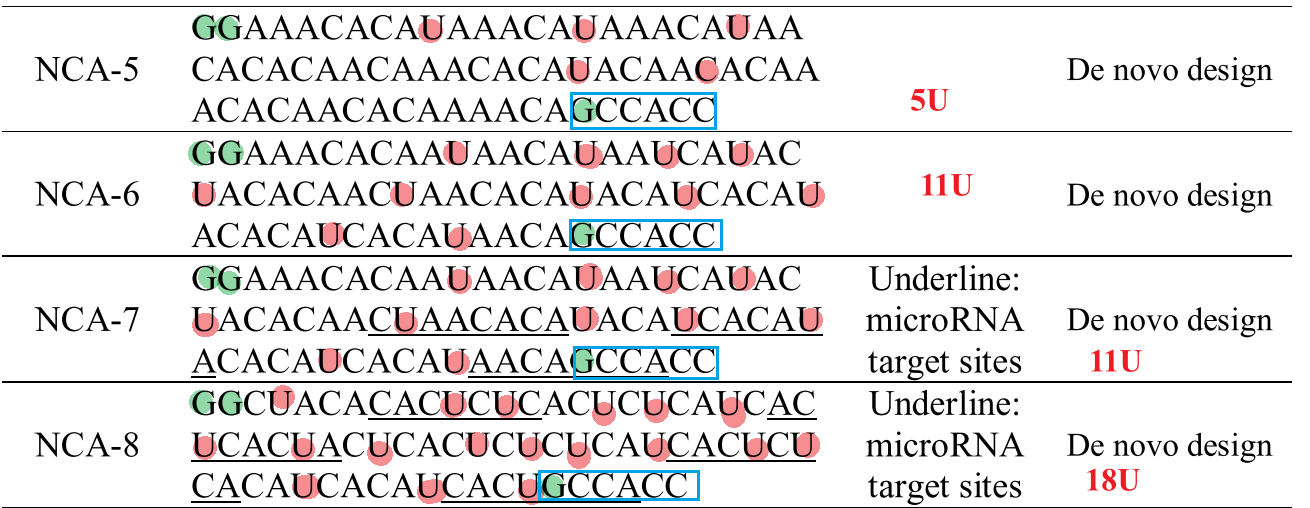 GGAAACACAUAAACAUAAACAUAA
NCA-5 CACACAACAAACACAUACAACACAA De novo design
5U
ACACAACACAAAACAGCCACC
GGAAACACAAUAACAUAAUCAUAC
NCA-6 UACACAACUAACACAUACAUCACAU 11U De novo design
ACACAUCACAUAACAGCCACC
GGAAACACAAUAACAUAAUCAUAC Underline:
NCA-7 UACACAACUAACACAUACAUCACAU microRNA De novo design
ACACAUCACAUAACAGCCACC target sites 11U
GGCUACACACUCUCACUCUCAUCAC Underline:
NCA-8 UCACUACUCACUCUCUCAUCACUCU microRNA De novo design
CACAUCACAUCACUGCCACC target sites 18U